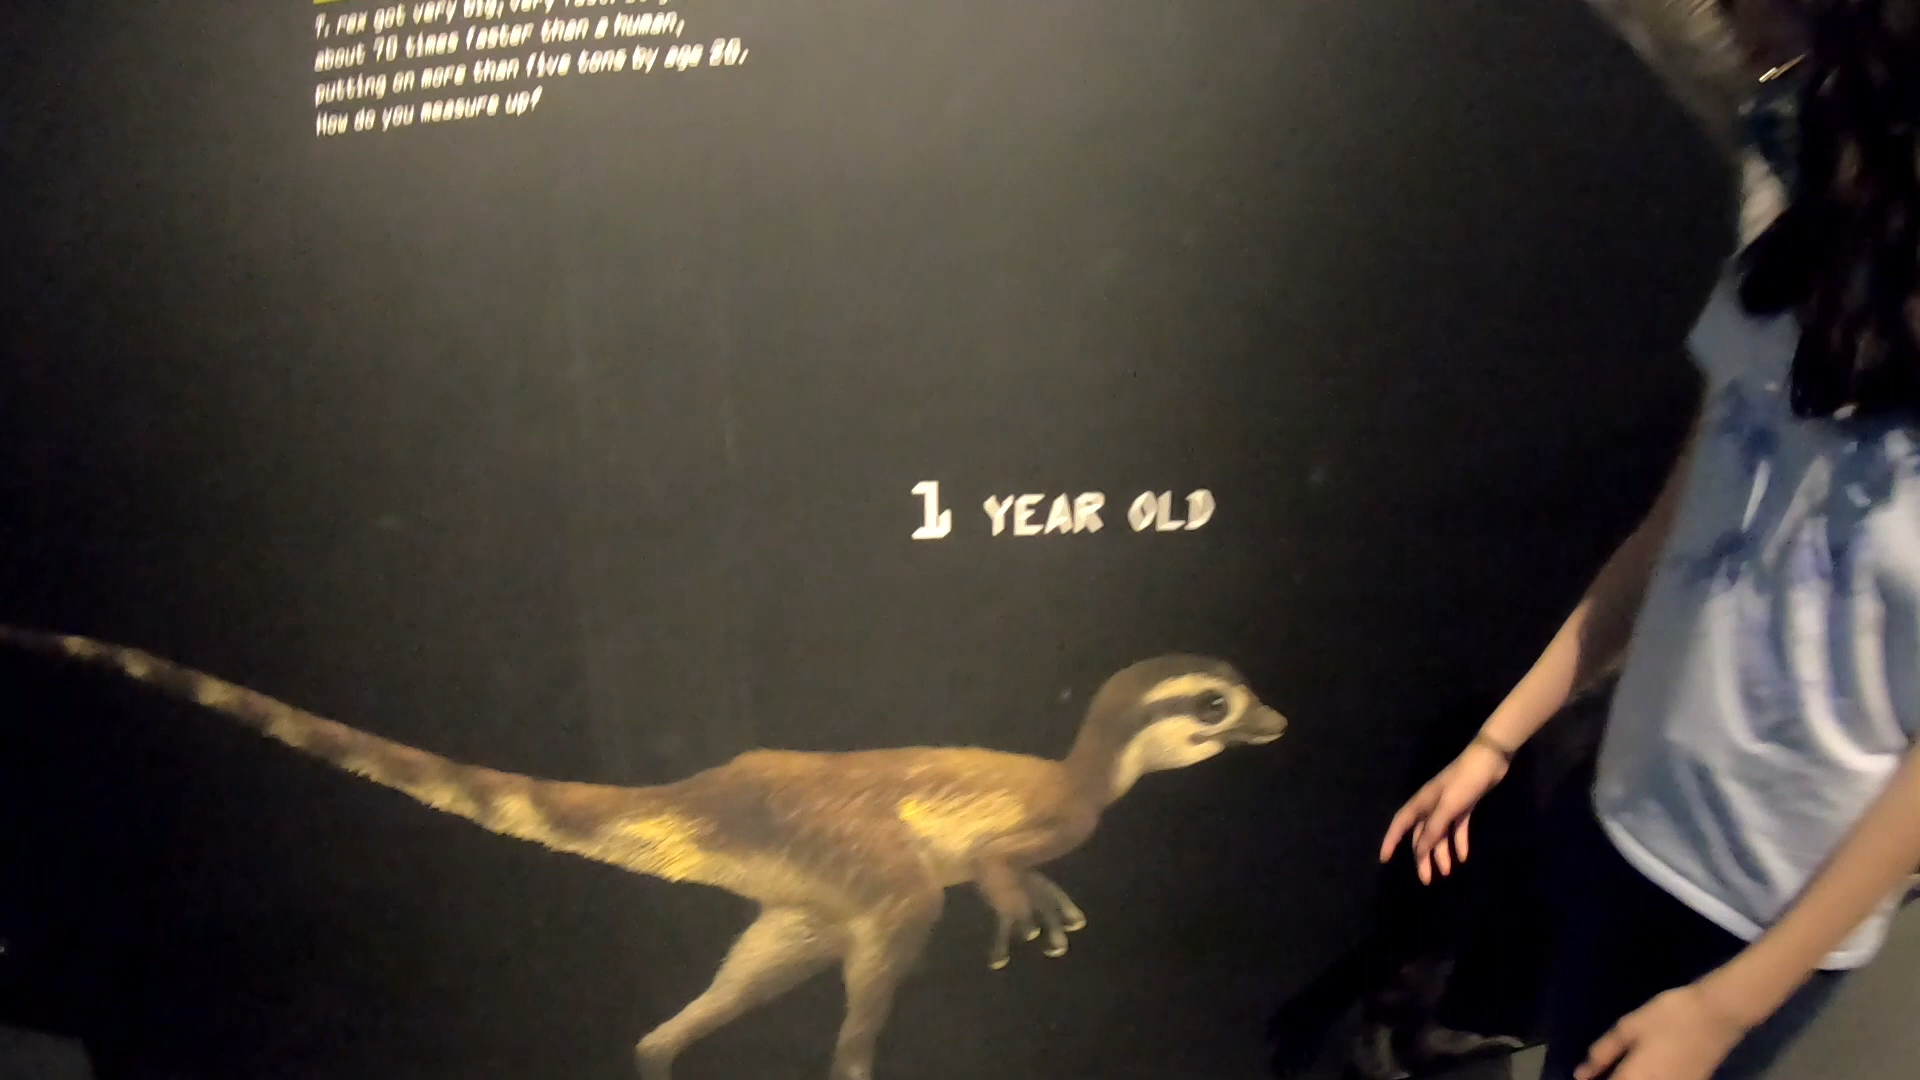 T. rex got very big, very
about 70 times faster than a human,
putting on more than five tons by age 20.
How do you measure up?
1 YEAR OLD